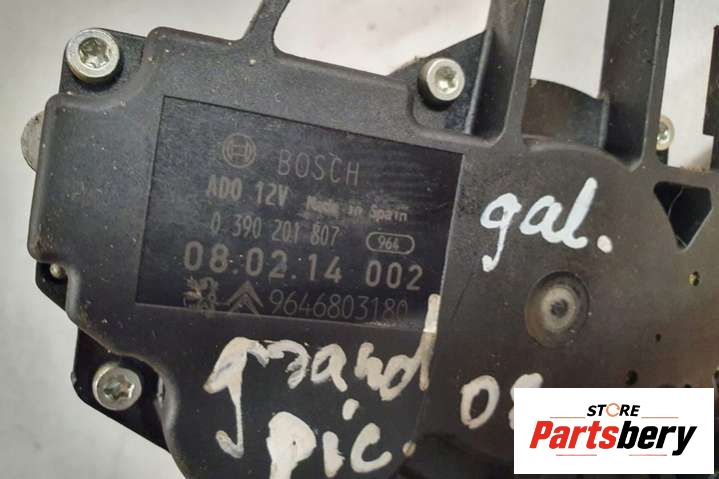 BOSCH
ADO 12V Made in Spain
0 390 201 807 964
08.02.14 002
9646803180
gal.
grand
pic.
STORE
Partsbery